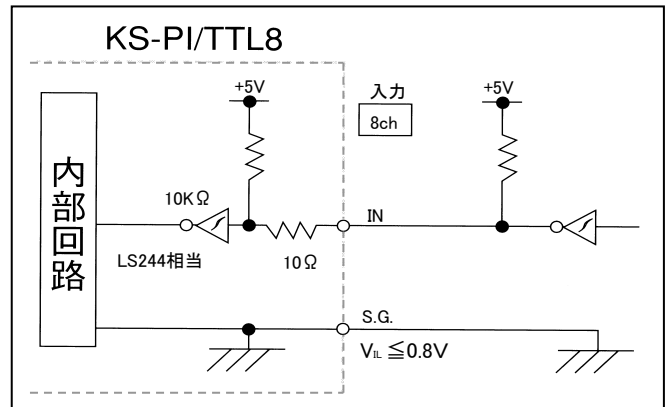 KS-PI/TTL8
+5V
入力
8ch
+5V
内部回路
10KΩ
LS244相当
10Ω
IN
S.G.
VIL ≦0.8V